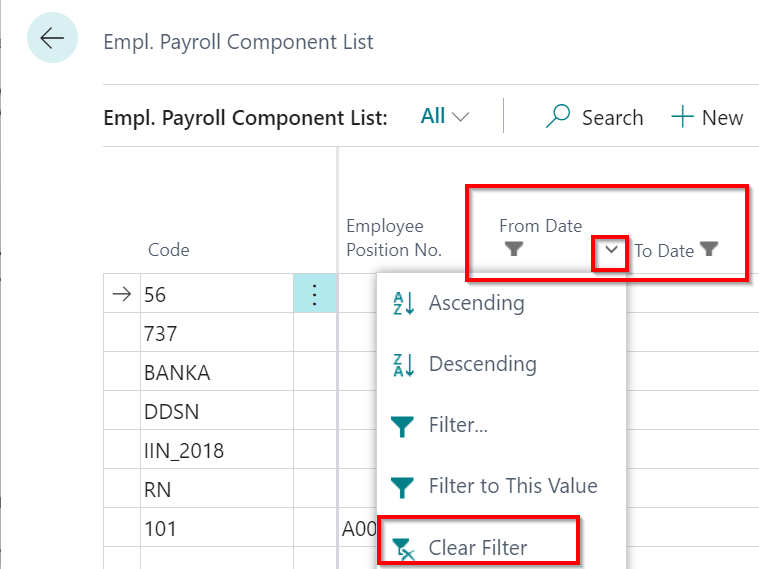 Empl. Payroll Component List
Empl. Payroll Component List: All Search New
Code
Employee
Position No.
From Date
To Date
56
737
BANKA
DDSN
IIN_2018
RN
101
A00
Ascending
Descending
Filter...
Filter to This Value
Clear Filter